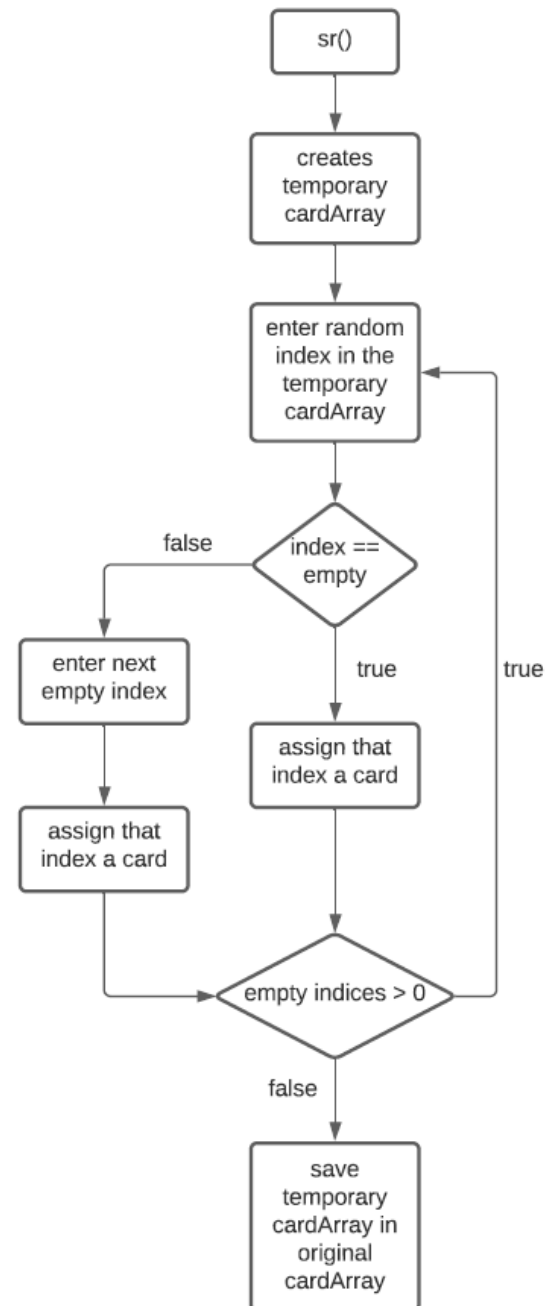 sr()
creates
temporary
cardArray
enter random
index in the
temporary
cardArray
index ==
empty
false
true
enter next
empty index
assign that
index a card
assign that
index a card
true
empty indices > 0
false
save
temporary
cardArray in
original
cardArray